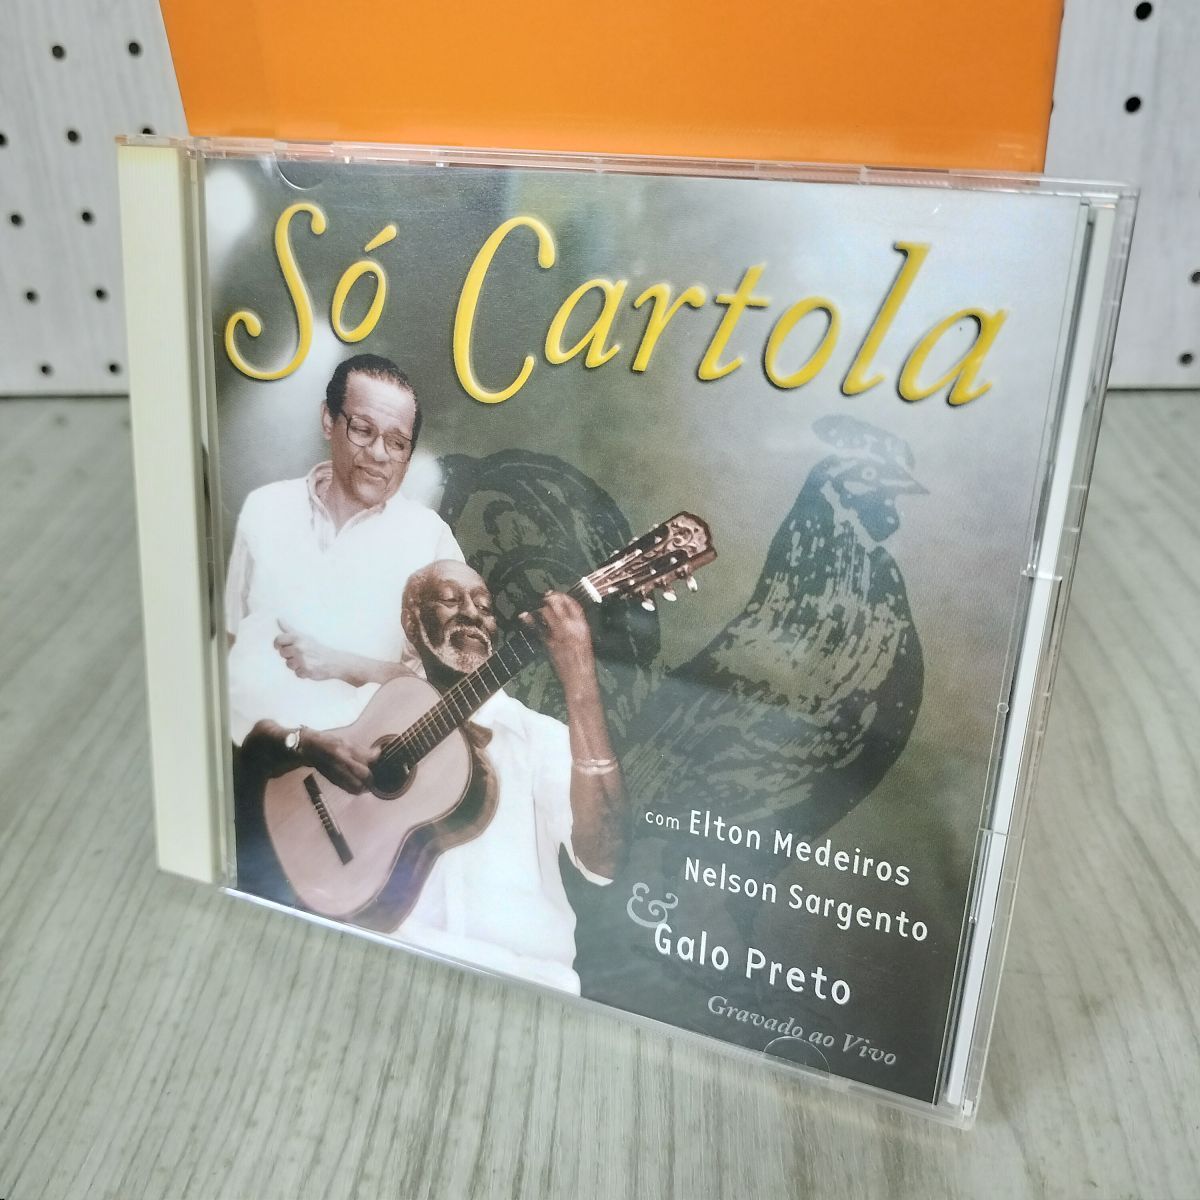 Só Cartola
com Elton Medeiros
Nelson Sargento
& Galo Preto
Gravado ao Vivo